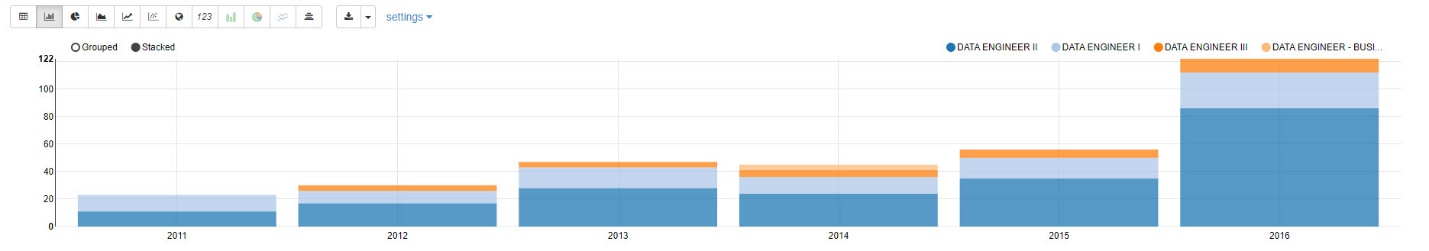 123 settings
Grouped Stacked DATA ENGINEER II DATA ENGINEER I DATA ENGINEER III DATA ENGINEER - BUSI...
122
100
80
60
40
20
0
2011 2012 2013 2014 2015 2016